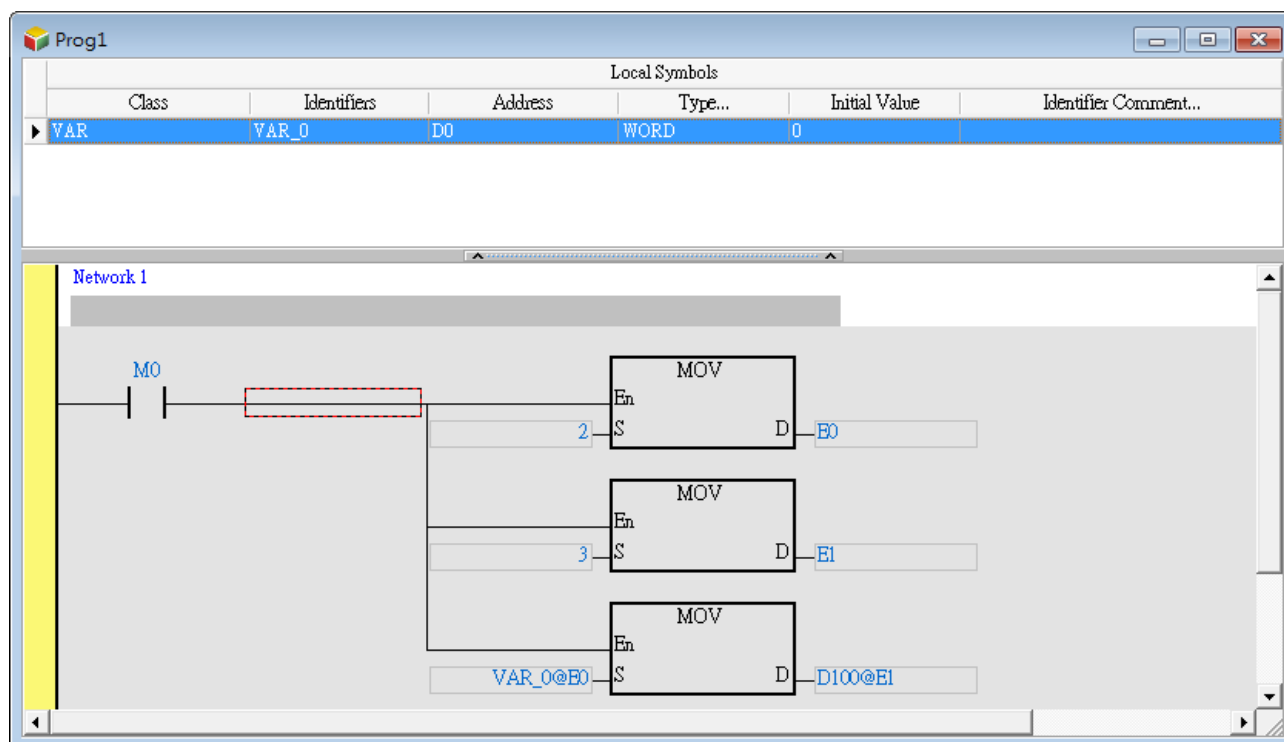 Prog1
Local Symbols
Class Identifiers Address Type... Initial Value Identifier Comment...
VAR VAR_0 D0 WORD 0
Network 1
M0
MOV
En
2 S D E0
MOV
En
3 S D E1
MOV
En
VAR_0@E0 S D D100@E1